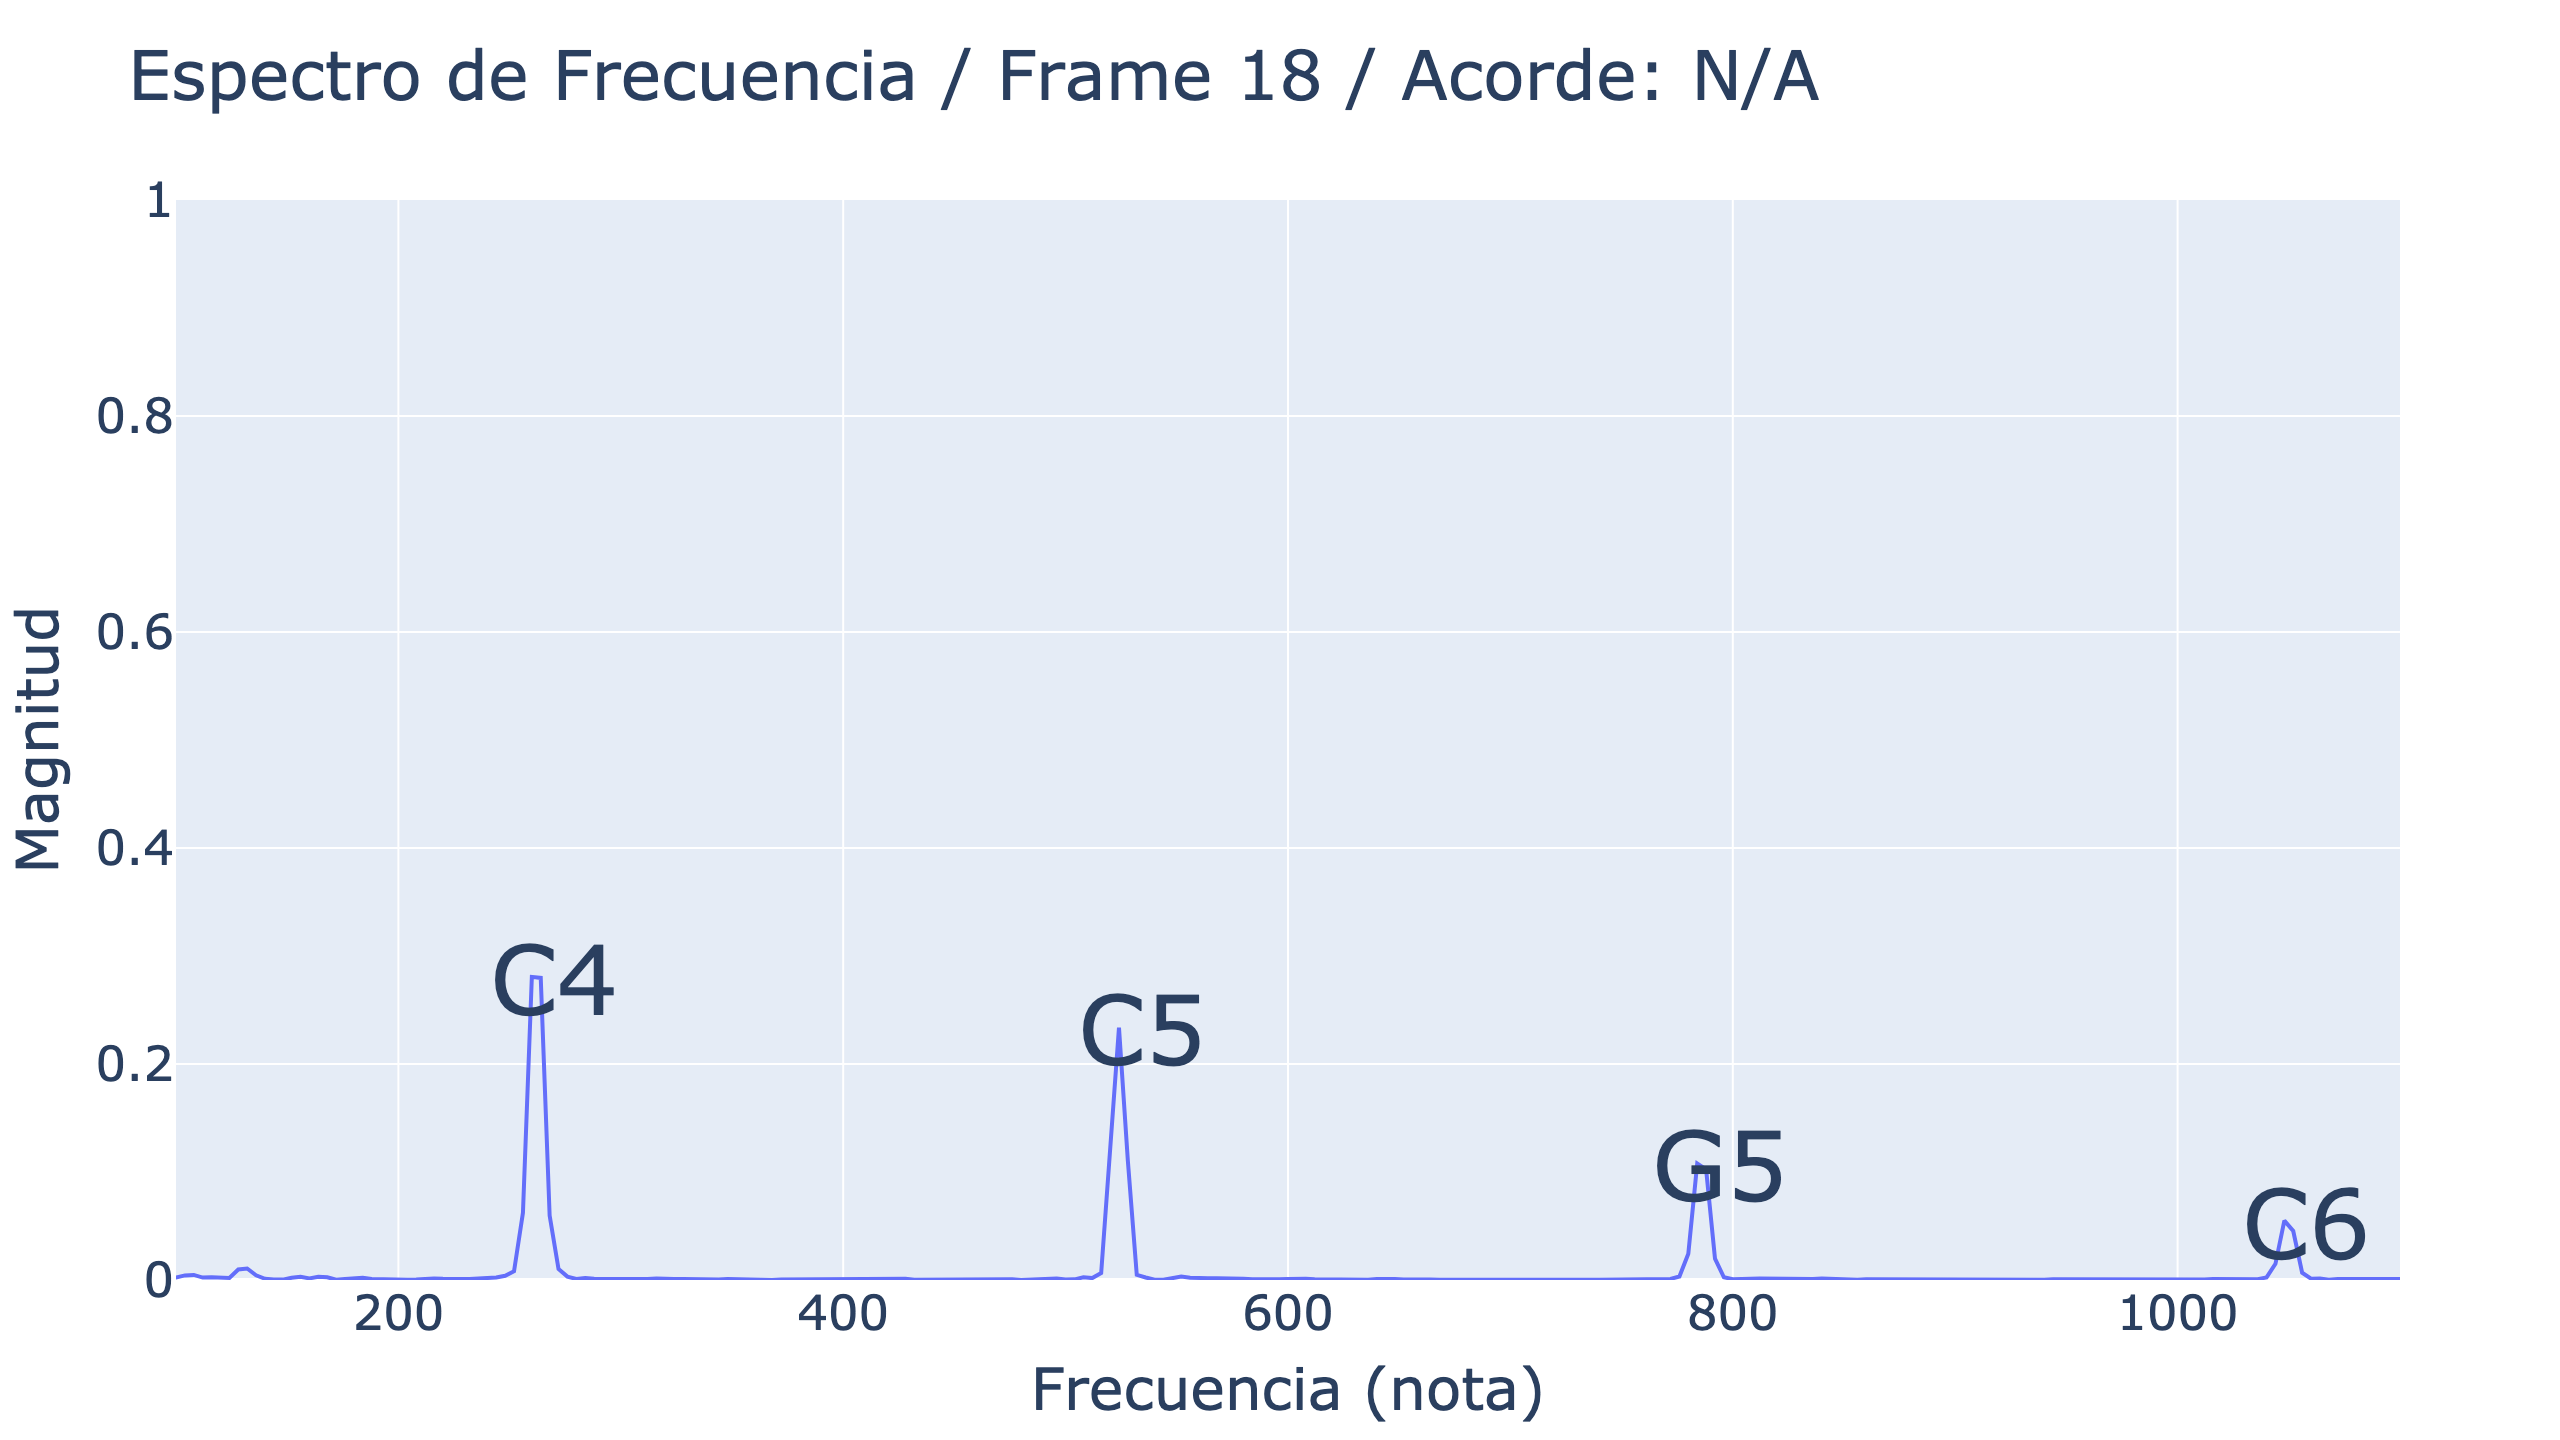 Espectro de Frecuencia / Frame 18 / Acorde: N/A
1
0.8
0.6
0.4
0.2
0
Magnitud
C4
C5
G5
C6
200 400 600 800 1000
Frecuencia (nota)